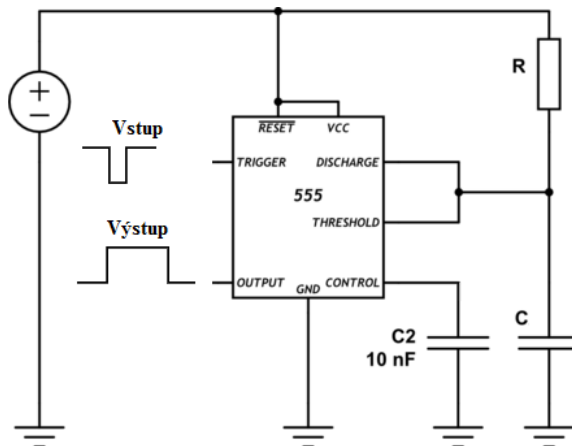 R
+
−
Vstup
RESET VCC
TRIGGER DISCHARGE
555
Výstup
THRESHOLD
OUTPUT GND CONTROL
C2
10 nF
C